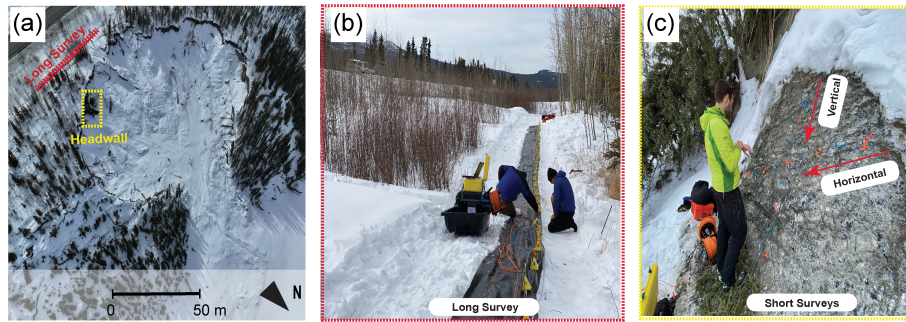 (a)
Long Survey
Headwall
0
50 m
N
(b)
Long Survey
(c)
Vertical
Horizontal
Short Surveys